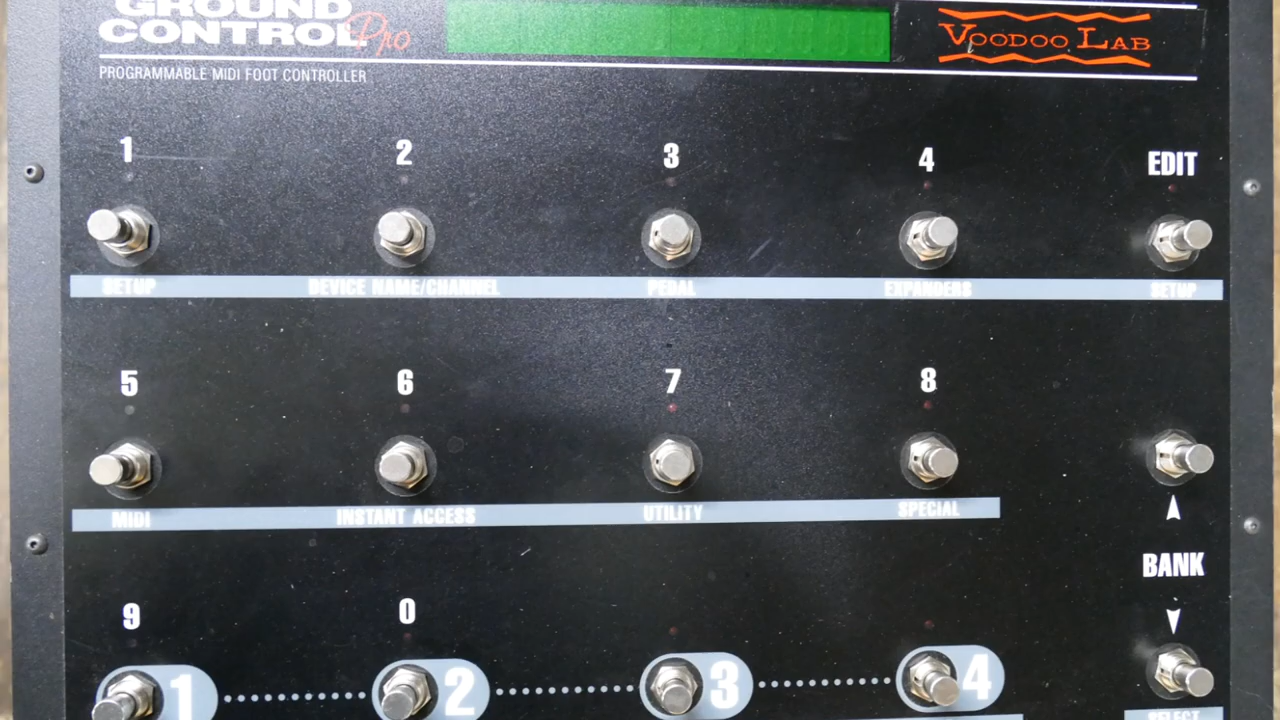 GROUND
CONTROL Pro
VOODOO LAB
PROGRAMMABLE MIDI FOOT CONTROLLER
1 2 3 4 EDIT
SETUP DEVICE NAME/CHANNEL PEDAL EXPANDERS SETUP
5 6 7 8
MIDI INSTANT ACCESS UTILITY SPECIAL
BANK
9 0
1 2 3 4
SELECT